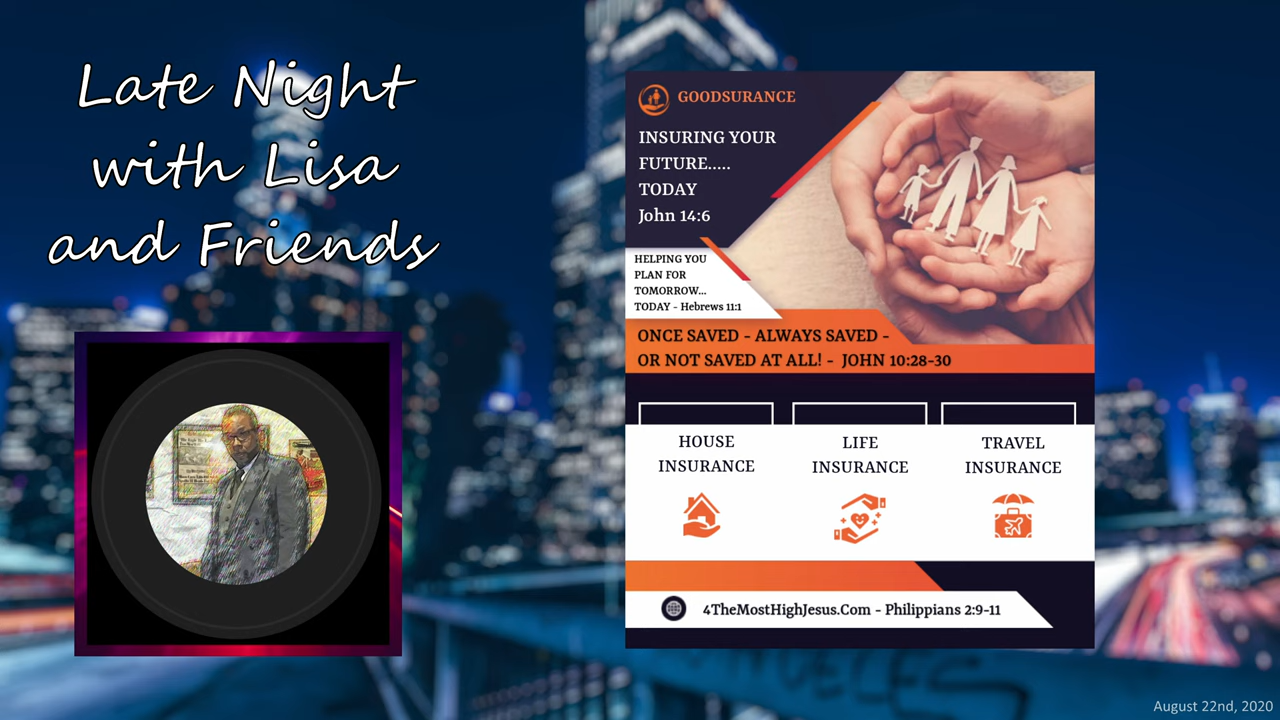 Late Night
with Lisa
and Friends
GOODSURANCE
INSURING YOUR
FUTURE.....
TODAY
John 14:6
HELPING YOU
PLAN FOR
TOMORROW...
TODAY - Hebrews 11:1
ONCE SAVED - ALWAYS SAVED -
OR NOT SAVED AT ALL! - JOHN 10:28-30
HOUSE
INSURANCE
LIFE
INSURANCE
TRAVEL
INSURANCE
4TheMostHighJesus.Com - Philippians 2:9-11
August 22nd, 2020